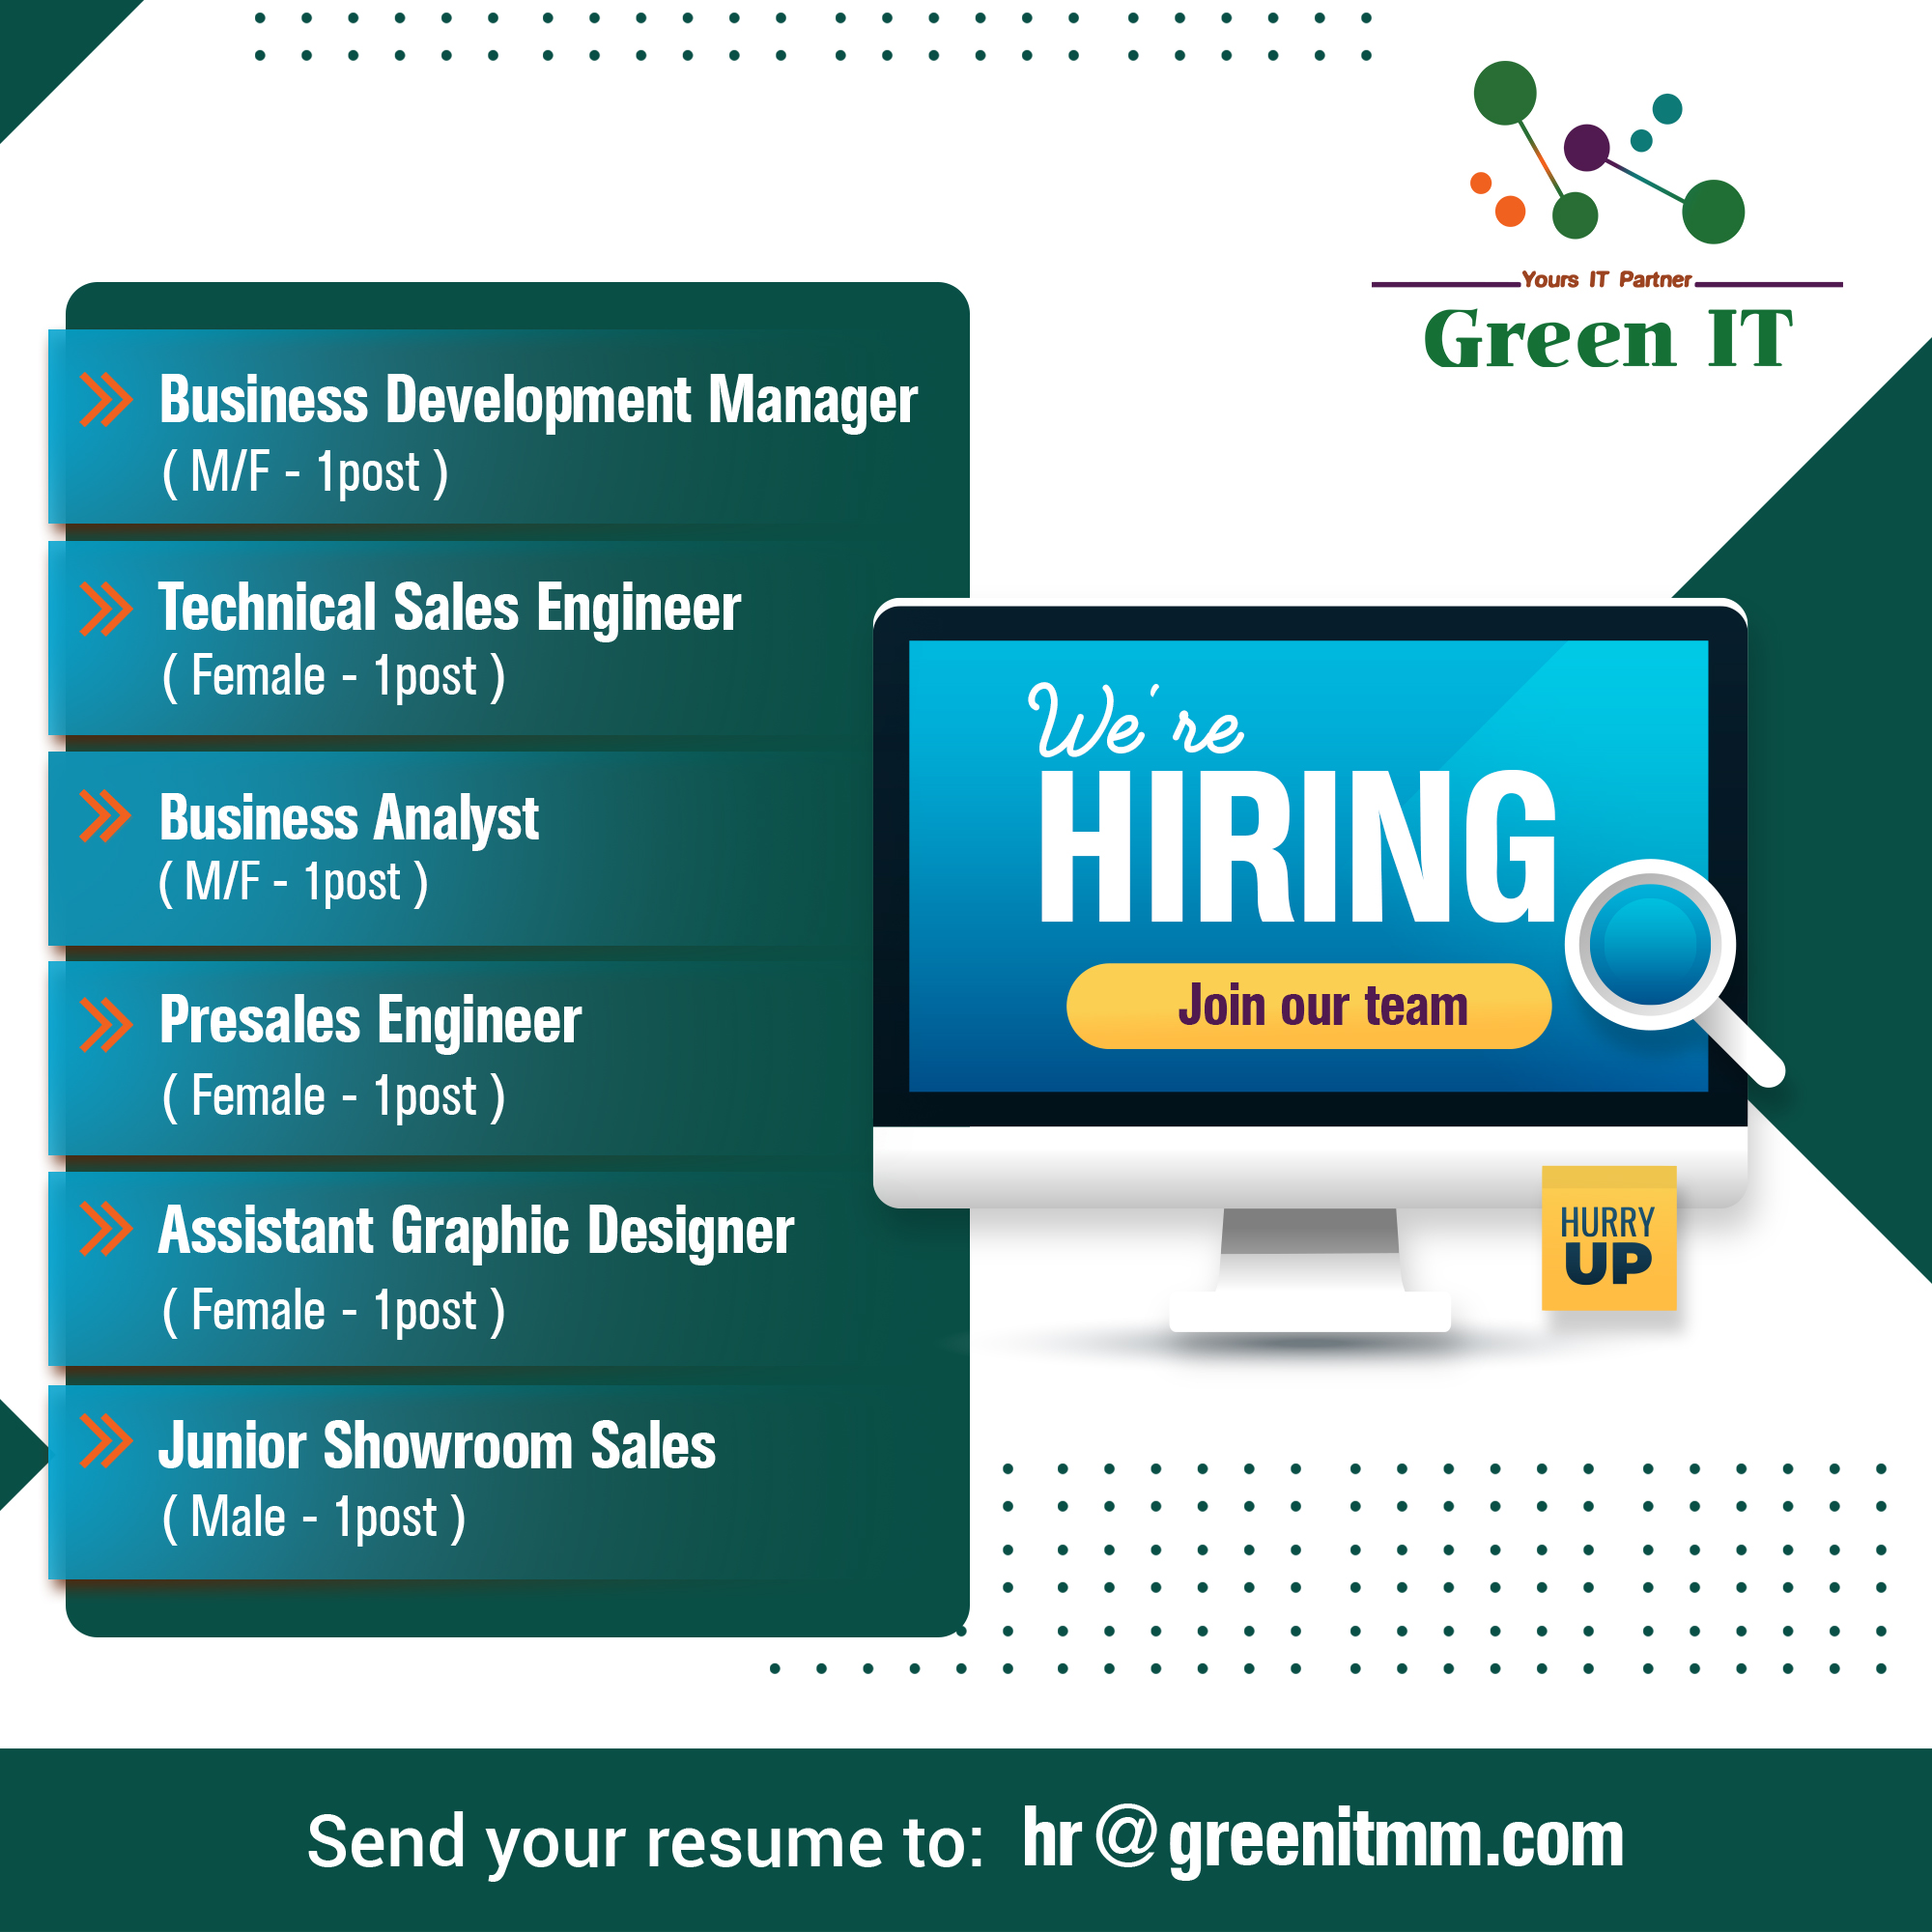 Yours IT Partner
Green IT
Business Development Manager
( M/F - 1post )
Technical Sales Engineer
( Female - 1post )
Business Analyst
( M/F - 1post )
Presales Engineer
( Female - 1post )
Assistant Graphic Designer
( Female - 1post )
Junior Showroom Sales
( Male - 1post )
We're
HIRING
Join our team
HURRY
UP
Send your resume to: hr@greenitmm.com